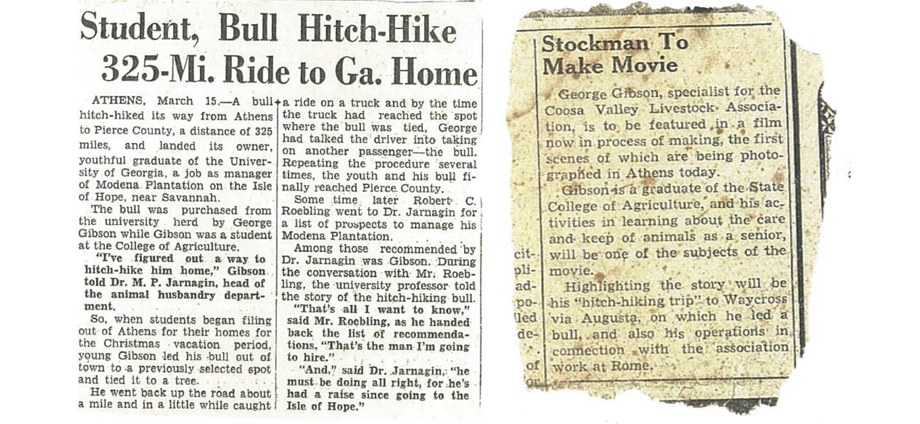 Student, Bull Hitch-Hike
325-Mi. Ride to Ga. Home
ATHENS, March 15.—A bull
hitch-hiked its way from Athens
to Pierce County, a distance of 325
miles, and landed its owner,
youthful graduate of the Univer-
sity of Georgia, a job as manager
of Modena Plantation on the Isle
of Hope, near Savannah.
The bull was purchased from
the university herd by George
Gibson while Gibson was a student
at the College of Agriculture.
"I've figured out a way to
hitch-hike him home," Gibson
told Dr. M. P. Jarnagin, head of
the animal husbandry depart-
ment.
So, when students began filing
out of Athens for their homes for
the Christmas vacation period,
young Gibson led his bull out of
town to a previously selected spot
and tied it to a tree.
He went back up the road about
a mile and in a little while caught
a ride on a truck and by the time
the truck had reached the spot
where the bull was tied, George
had talked the driver into taking
on another passenger—the bull.
Repeating the procedure several
times, the youth and his bull fi-
nally reached Pierce County.
Some time later Robert C.
Roebling went to Dr. Jarnagin for
a list of prospects to manage his
Modena Plantation.
Among those recommended by
Dr. Jarnagin was Gibson. During
the conversation with Mr. Roeb-
ling, the university professor told
the story of the hitch-hiking bull.
"That's all I want to know,"
said Mr. Roebling, as he handed
back the list of recommenda-
tions. "That's the man I'm going
to hire."
"And," said Dr. Jarnagin, "he
must be doing all right, for he's
had a raise since going to the
Isle of Hope."
Stockman To
Make Movie
George Gibson, specialist for the
Coosa Valley Livestock Associa-
tion, is to be featured in a film
now in process of making, the first
scenes of which are being photo-
graphed in Athens today.
Gibson is a graduate of the State
College of Agriculture, and his ac-
tivities in learning about the care
and keep of animals as a senior,
will be one of the subjects of the
movie.
Highlighting the story will be
his "hitch-hiking trip" to Waycross
via Augusta, on which he led a
bull, and also his operations in
connection with the association
work at Rome.
cit-
pli-
ad-
po-
led
de-
of